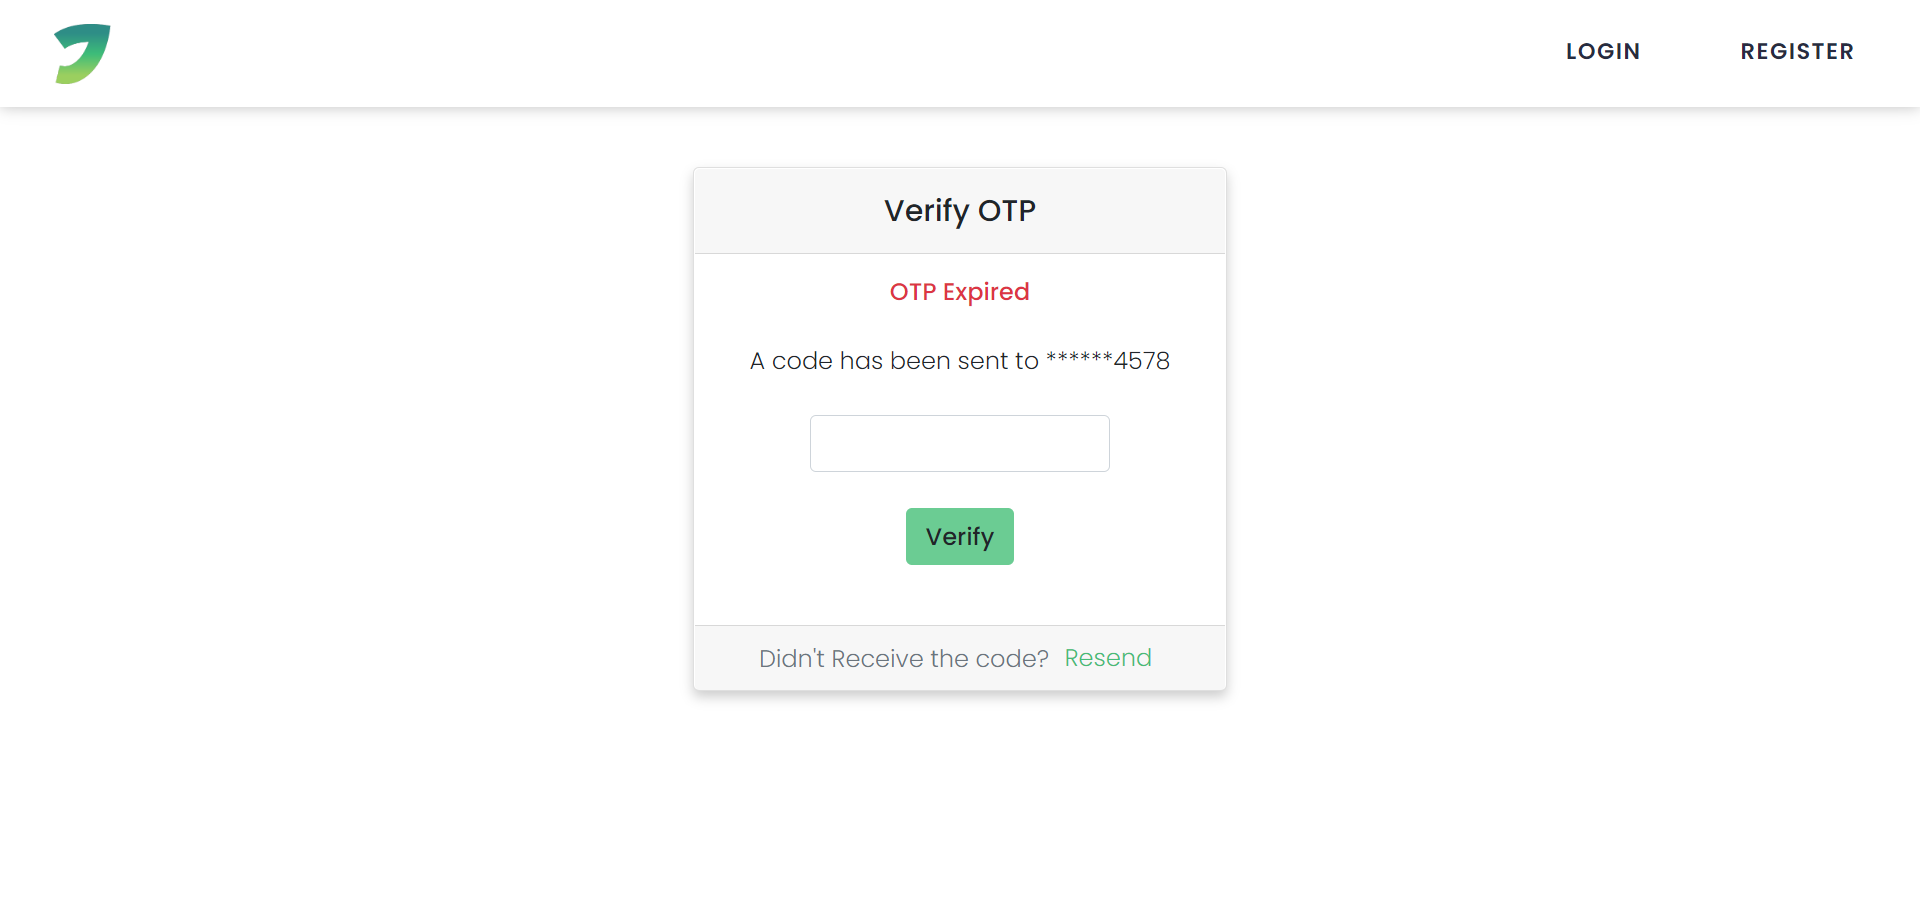 LOGIN REGISTER
Verify OTP
OTP Expired
A code has been sent to ******4578
Verify
Didn't Receive the code? Resend